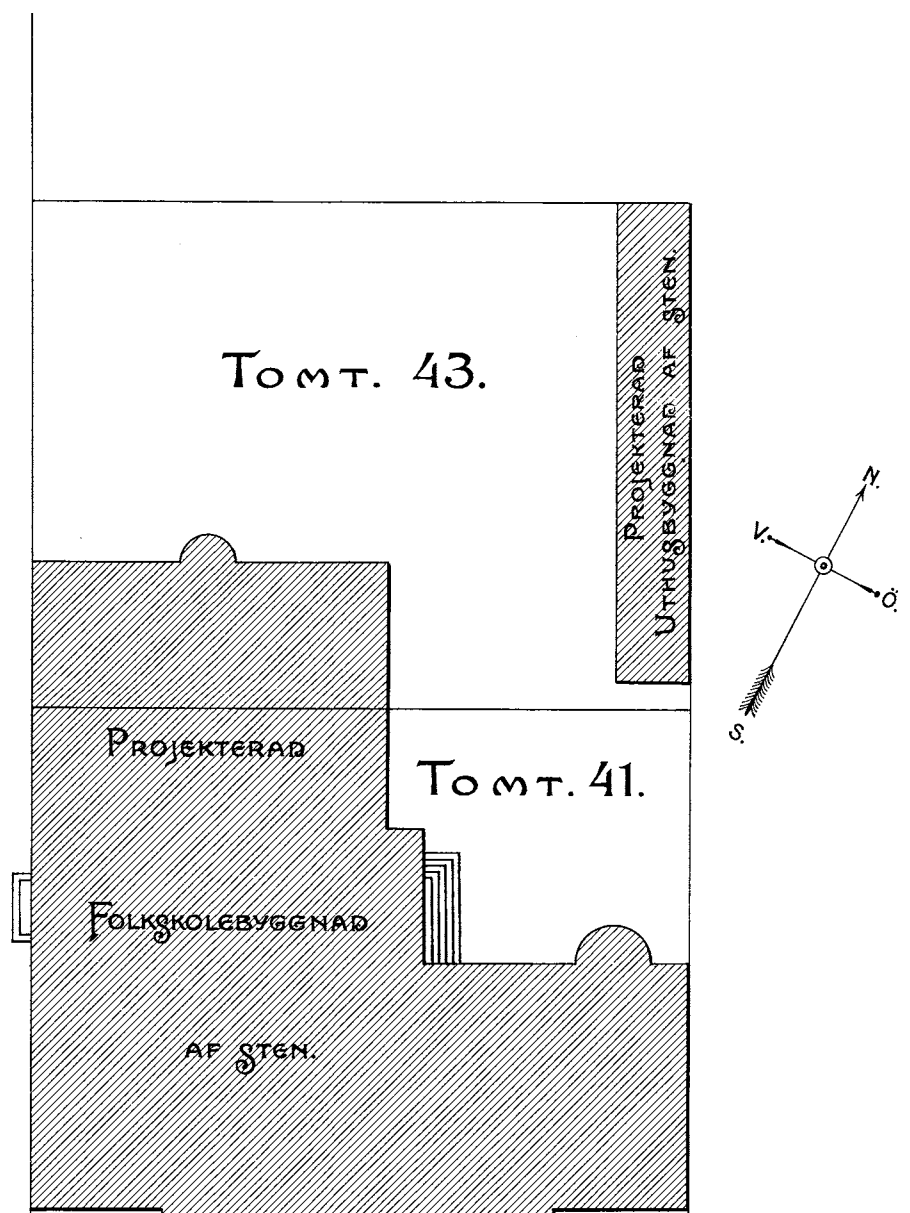 Tomt. 43.
Projekterad
Uthusbyggnad af sten.
N.
V.
Ö.
S.
Projekterad
Tomt. 41.
Folkskolebyggnad
af sten.